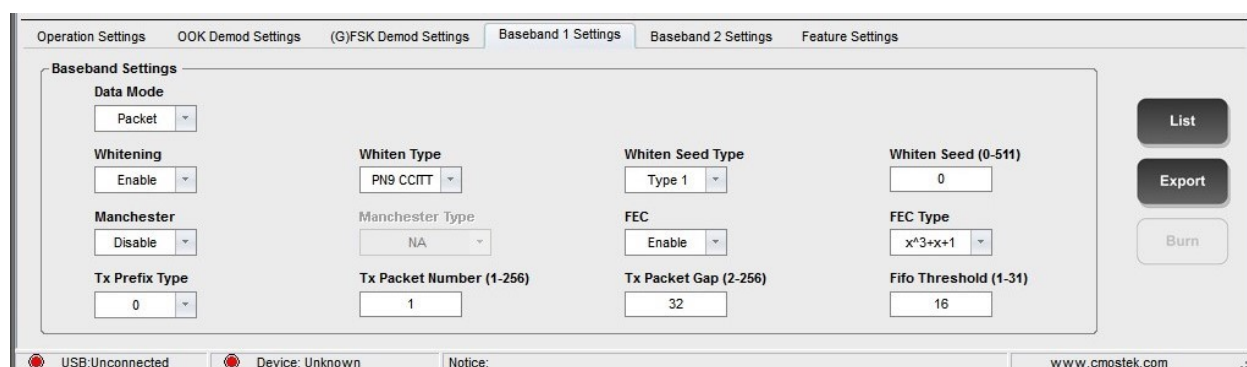 Operation Settings OOK Demod Settings (G)FSK Demod Settings Baseband 1 Settings Baseband 2 Settings Feature Settings
Baseband Settings
Data Mode
Packet
List
Whitening Whiten Type Whiten Seed Type Whiten Seed (0-511)
Enable PN9 CCITT Type 1 0
Export
Manchester Manchester Type FEC FEC Type
Disable NA Enable x^3+x+1
Burn
Tx Prefix Type Tx Packet Number (1-256) Tx Packet Gap (2-256) Fifo Threshold (1-31)
0 1 32 16
USB:Unconnected Device: Unknown Notice: www.cmostek.com